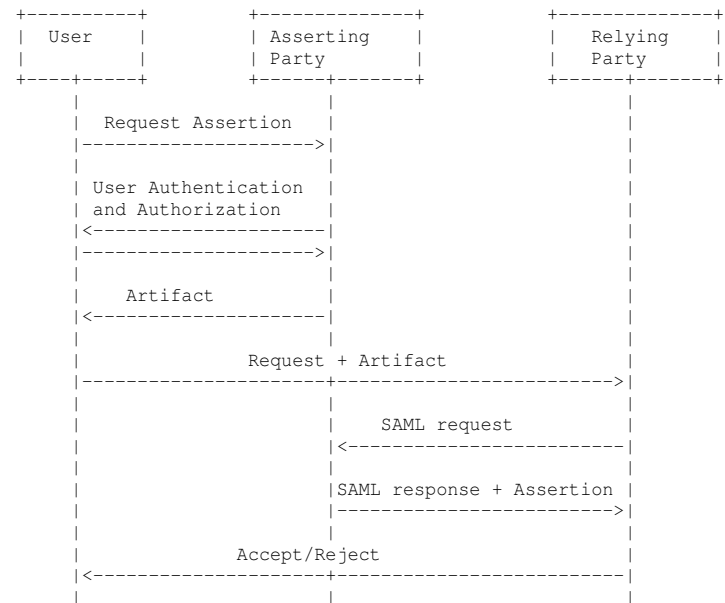 User
Asserting
Party
Relying
Party
Request Assertion
User Authentication
and Authorization
Artifact
Request + Artifact
SAML request
SAML response + Assertion
Accept/Reject